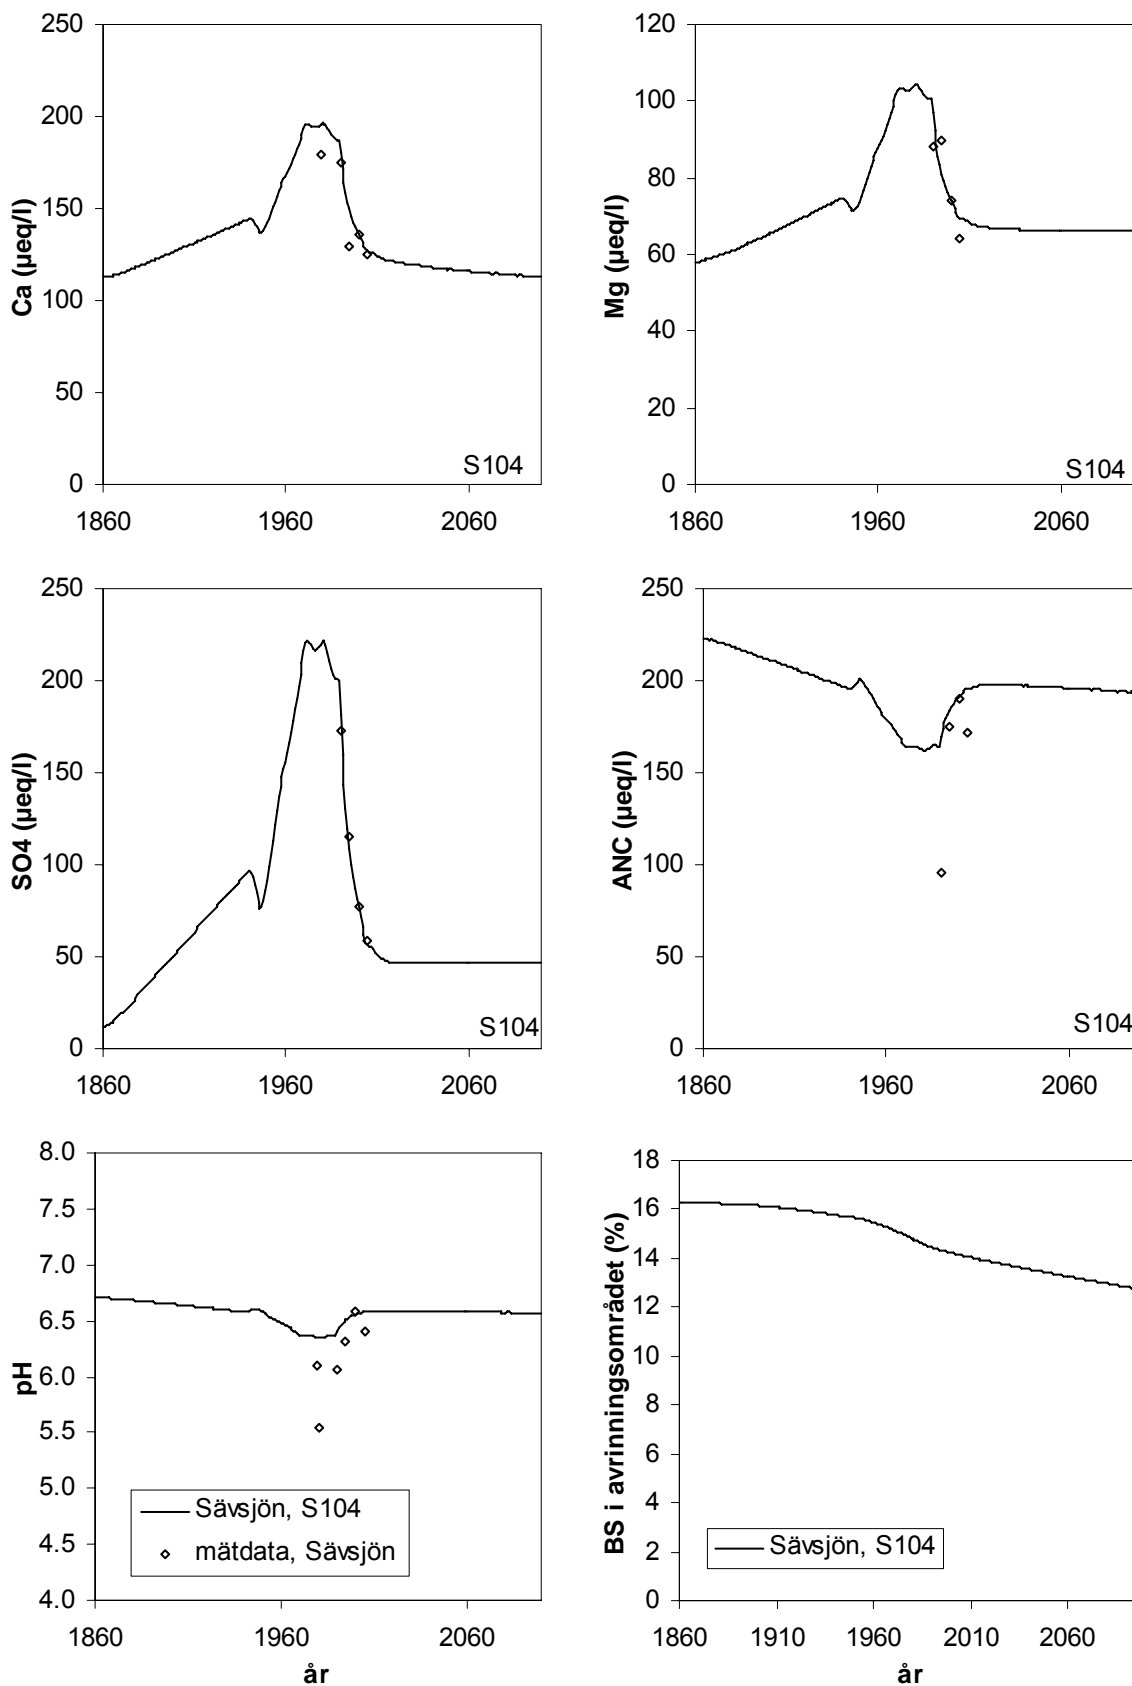 250
200
150
100
50
0
Ca (µeq/l)
S104
1860 1960 2060
120
100
80
60
40
20
0
Mg (µeq/l)
S104
1860 1960 2060
250
200
150
100
50
0
SO4 (µeq/l)
S104
1860 1960 2060
250
200
150
100
50
0
ANC (µeq/l)
S104
1860 1960 2060
8.0
7.5
7.0
6.5
6.0
5.5
5.0
4.5
4.0
pH
Sävsjön, S104
mätdata, Sävsjön
1860 1960 2060
år
18
16
14
12
10
8
6
4
2
0
BS i avrinningsområdet (%)
Sävsjön, S104
1860 1910 1960 2010 2060
år